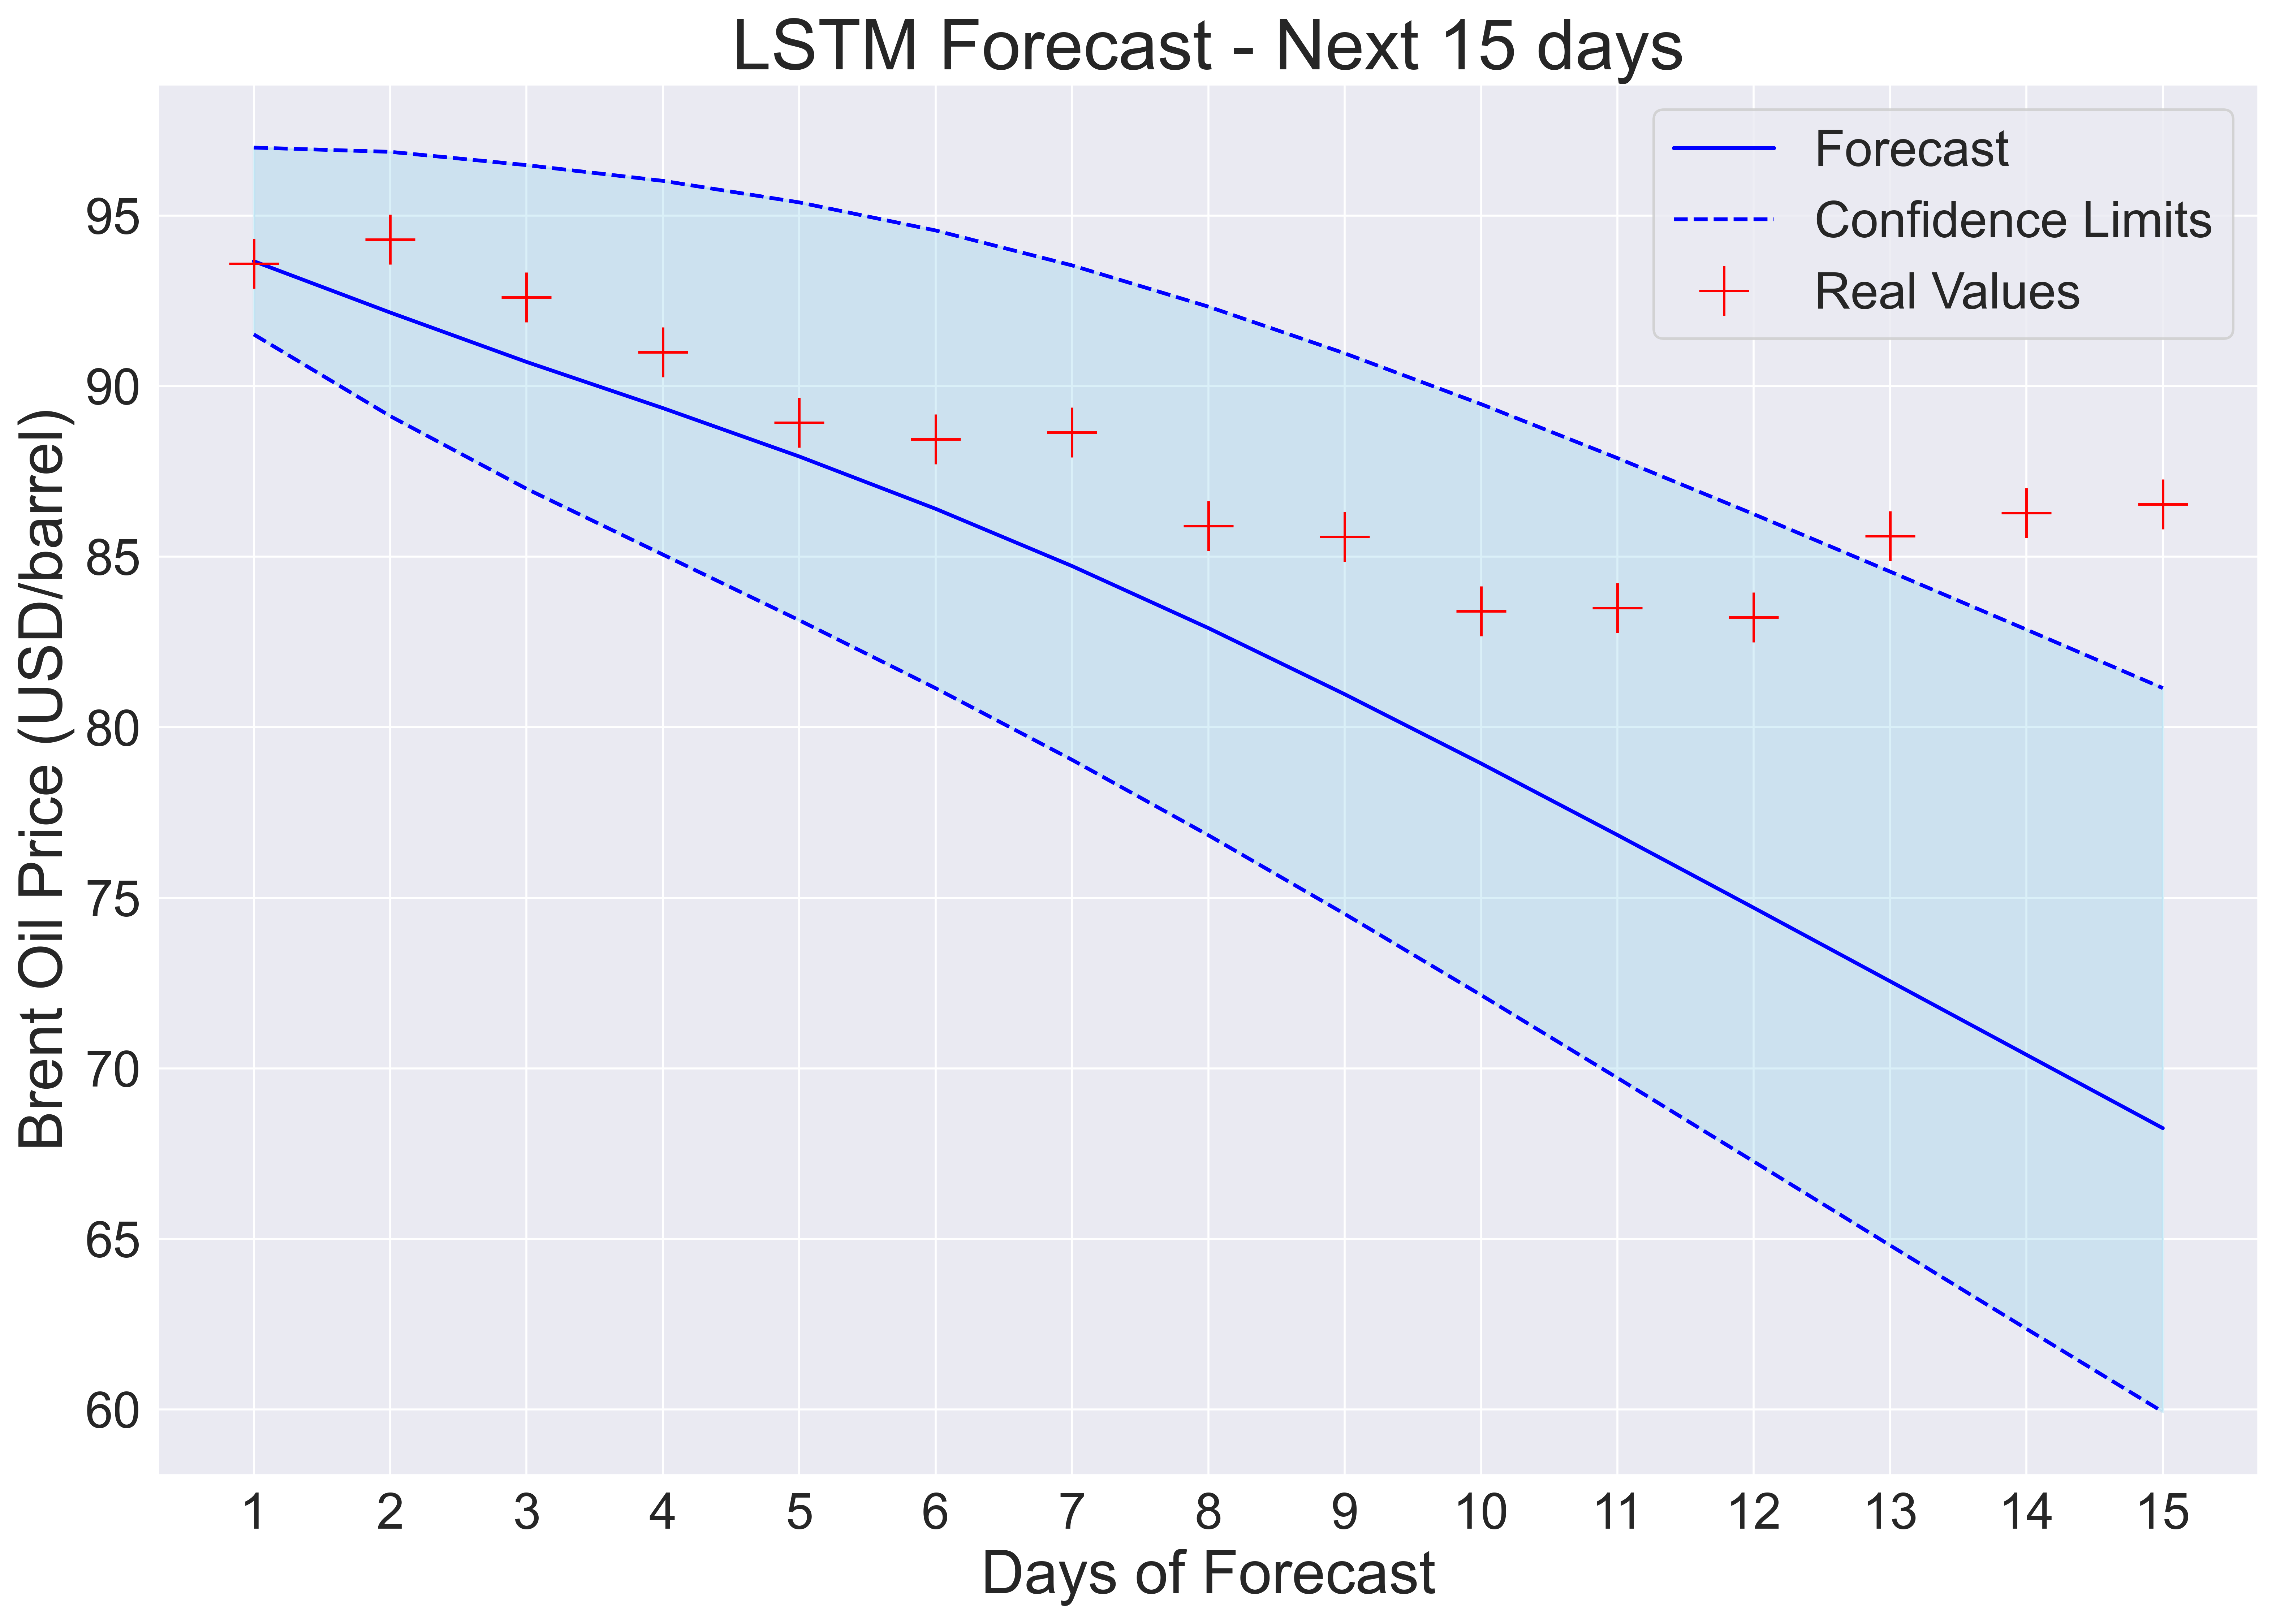 LSTM Forecast - Next 15 days
Forecast
Confidence Limits
Real Values
Brent Oil Price (USD/barrel)
95
90
85
80
75
70
65
60
1 2 3 4 5 6 7 8 9 10 11 12 13 14 15
Days of Forecast